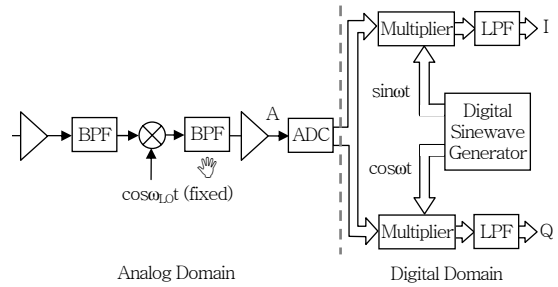 Multiplier
LPF
I
sinωt
A
BPF
BPF
ADC
Digital
Sinewave
Generator
cosω_LOt (fixed)
cosωt
Multiplier
LPF
Q
Analog Domain
Digital Domain